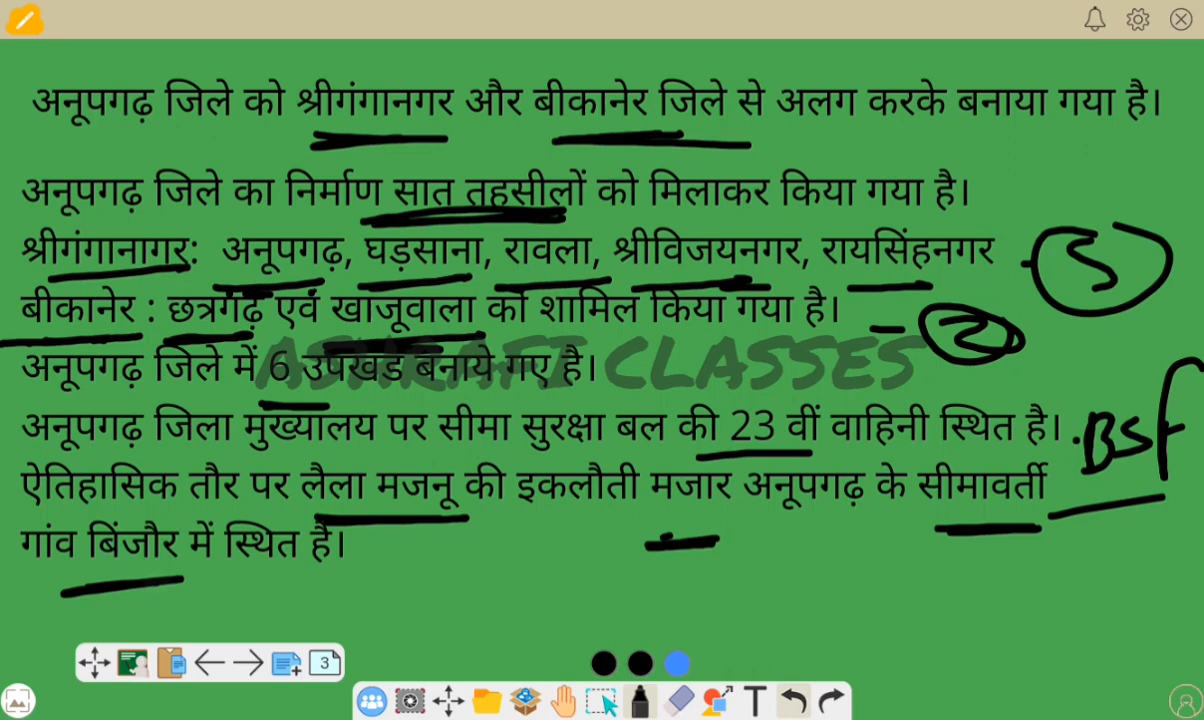 अनूपगढ़ जिले को श्रीगंगानगर और बीकानेर जिले से अलग करके बनाया गया है।
अनूपगढ़ जिले का निर्माण सात तहसीलों को मिलाकर किया गया है।
श्रीगंगानागर: अनूपगढ़, घड़साना, रावला, श्रीविजयनगर, रायसिंहनगर - 5
बीकानेर : छत्रगढ़ एवं खाजूवाला को शामिल किया गया है। - 2
ASHRAFI CLASSES
अनूपगढ़ जिले में 6 उपखंड बनाये गए है।
अनूपगढ़ जिला मुख्यालय पर सीमा सुरक्षा बल की 23 वीं वाहिनी स्थित है। .BSF
ऐतिहासिक तौर पर लैला मजनू की इकलौती मजार अनूपगढ़ के सीमावर्ती
गांव बिंजौर में स्थित है।
3
T